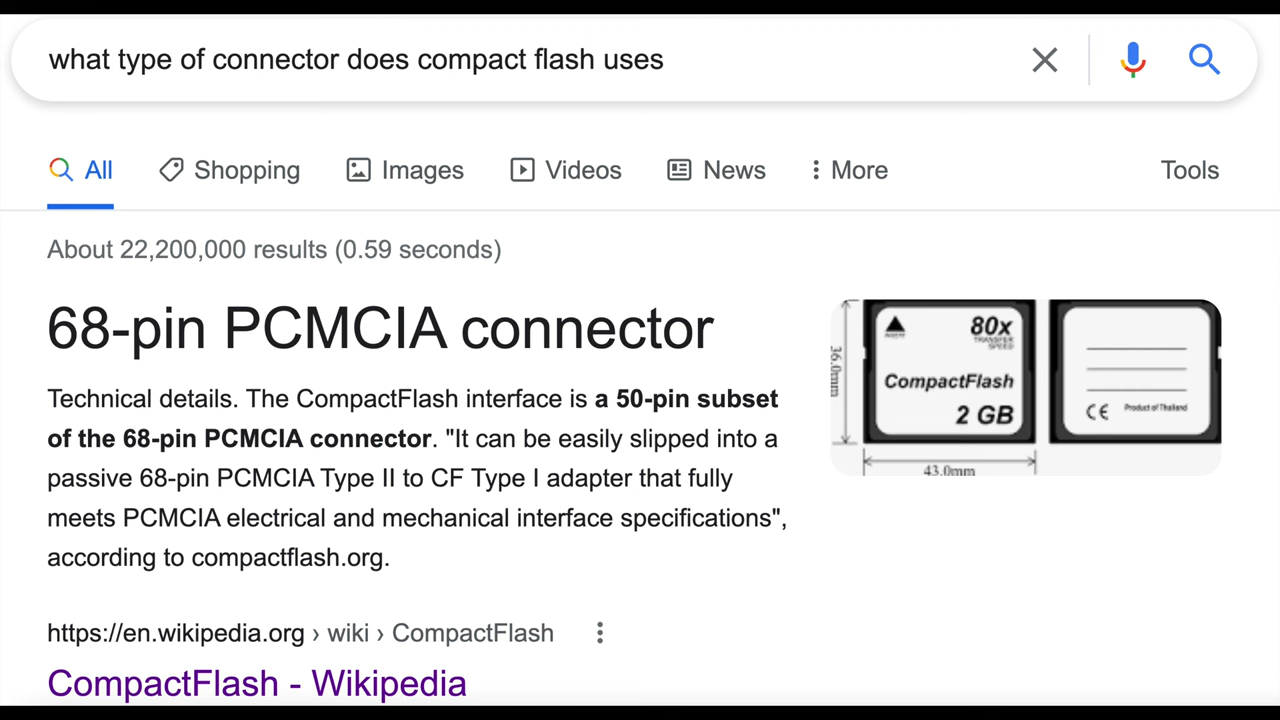 what type of connector does compact flash uses
All Shopping Images Videos News More Tools
About 22,200,000 results (0.59 seconds)
68-pin PCMCIA connector
Technical details. The CompactFlash interface is a 50-pin subset
of the 68-pin PCMCIA connector. "It can be easily slipped into a
passive 68-pin PCMCIA Type II to CF Type I adapter that fully
meets PCMCIA electrical and mechanical interface specifications",
according to compactflash.org.
36.0mm
80x
TRANSFER
SPEED
CompactFlash
2 GB
43.0mm
CE Product of Thailand
https://en.wikipedia.org › wiki › CompactFlash
CompactFlash - Wikipedia